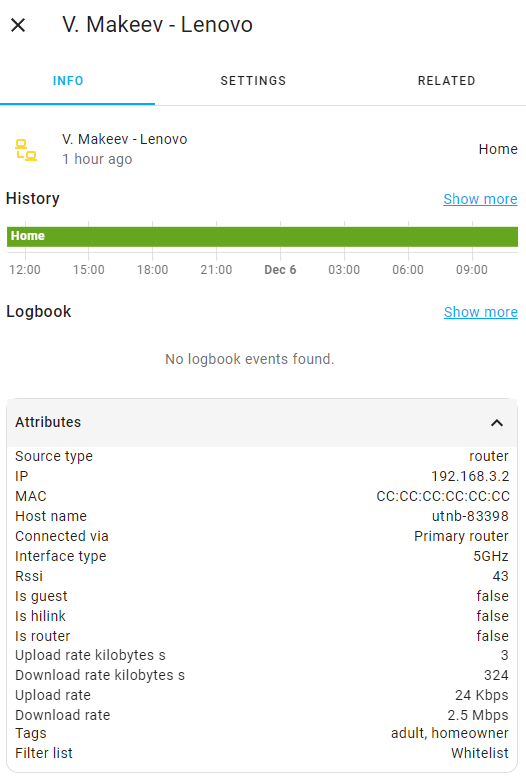 V. Makeev - Lenovo
INFO SETTINGS RELATED
V. Makeev - Lenovo
1 hour ago
Home
History Show more
Home
12:00 15:00 18:00 21:00 Dec 6 03:00 06:00 09:00
Logbook Show more
No logbook events found.
Attributes
Source type router
IP 192.168.3.2
MAC CC:CC:CC:CC:CC:CC
Host name utnb-83398
Connected via Primary router
Interface type 5GHz
Rssi 43
Is guest false
Is hilink false
Is router false
Upload rate kilobytes s 3
Download rate kilobytes s 324
Upload rate 24 Kbps
Download rate 2.5 Mbps
Tags adult, homeowner
Filter list Whitelist